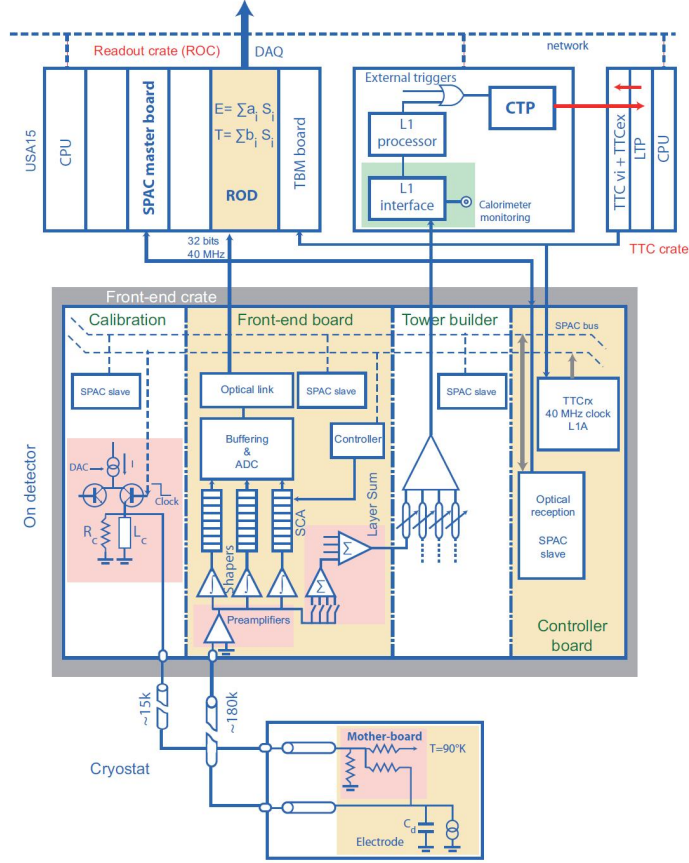 Readout crate (ROC)
DAQ
network
USA15
CPU
SPAC master board
E= ∑aᵢ Sᵢ
T= ∑bᵢ Sᵢ
ROD
TBM board
External triggers
CTP
L1
processor
L1
interface
Calorimeter
monitoring
TTC vi + TTCex
LTP
CPU
TTC crate
32 bits
40 MHz
Front-end crate
Calibration
Front-end board
Tower builder
SPAC bus
SPAC slave
Optical link
SPAC slave
SPAC slave
TTCrx
40 MHz clock
L1A
Buffering
&
ADC
Controller
On detector
DAC
I
Clock
R_c
L_c
SCA
Layer Sum
Optical
reception
SPAC
slave
Shapers
∫
∫
∫
∑
∑
Preamplifiers
Controller
board
~15k
~180k
Cryostat
Mother-board
T=90°K
C_d
Electrode